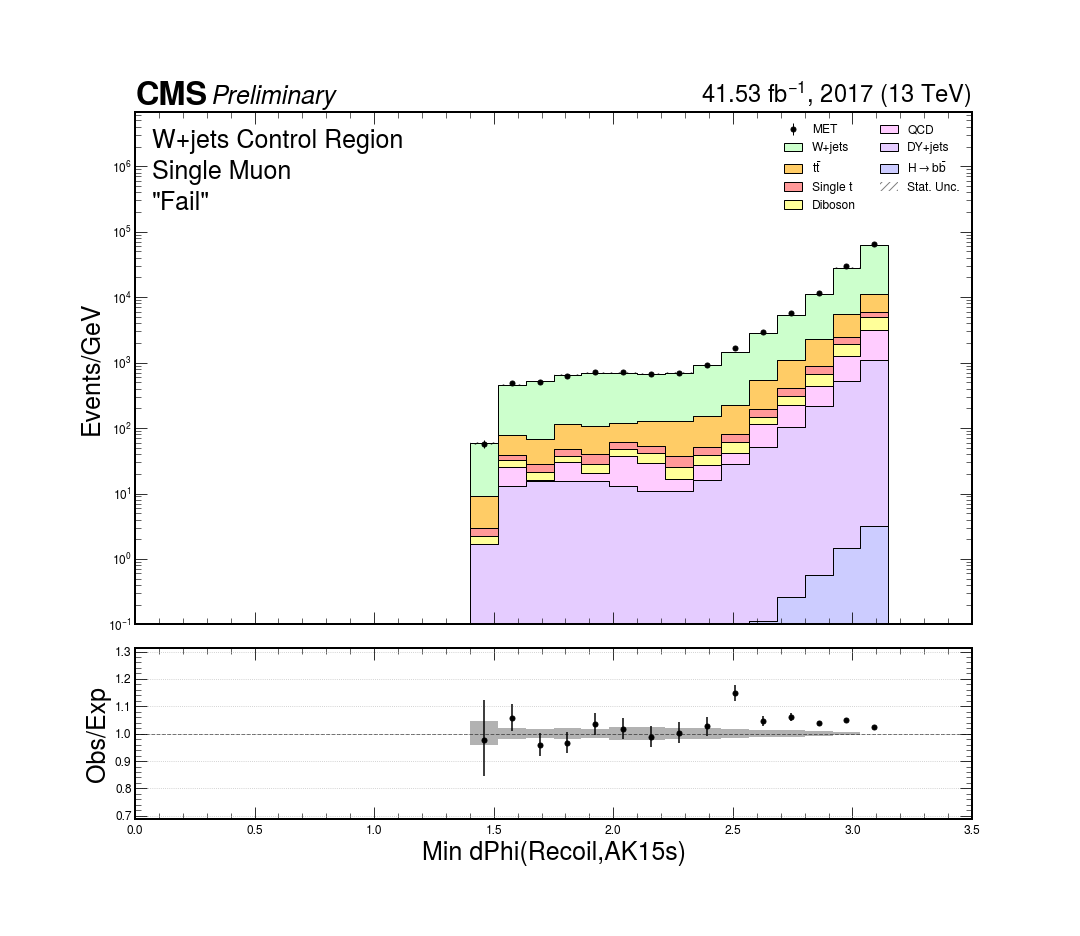 CMS Preliminary
41.53 fb⁻¹, 2017 (13 TeV)
W+jets Control Region
Single Muon
"Fail"
MET
W+jets
tt̄
Single t
Diboson
QCD
DY+jets
H→bb̄
Stat. Unc.
Events/GeV
10⁶
10⁵
10⁴
10³
10²
10¹
10⁰
10⁻¹
Obs/Exp
1.3
1.2
1.1
1.0
0.9
0.8
0.7
0.0 0.5 1.0 1.5 2.0 2.5 3.0 3.5
Min dPhi(Recoil,AK15s)